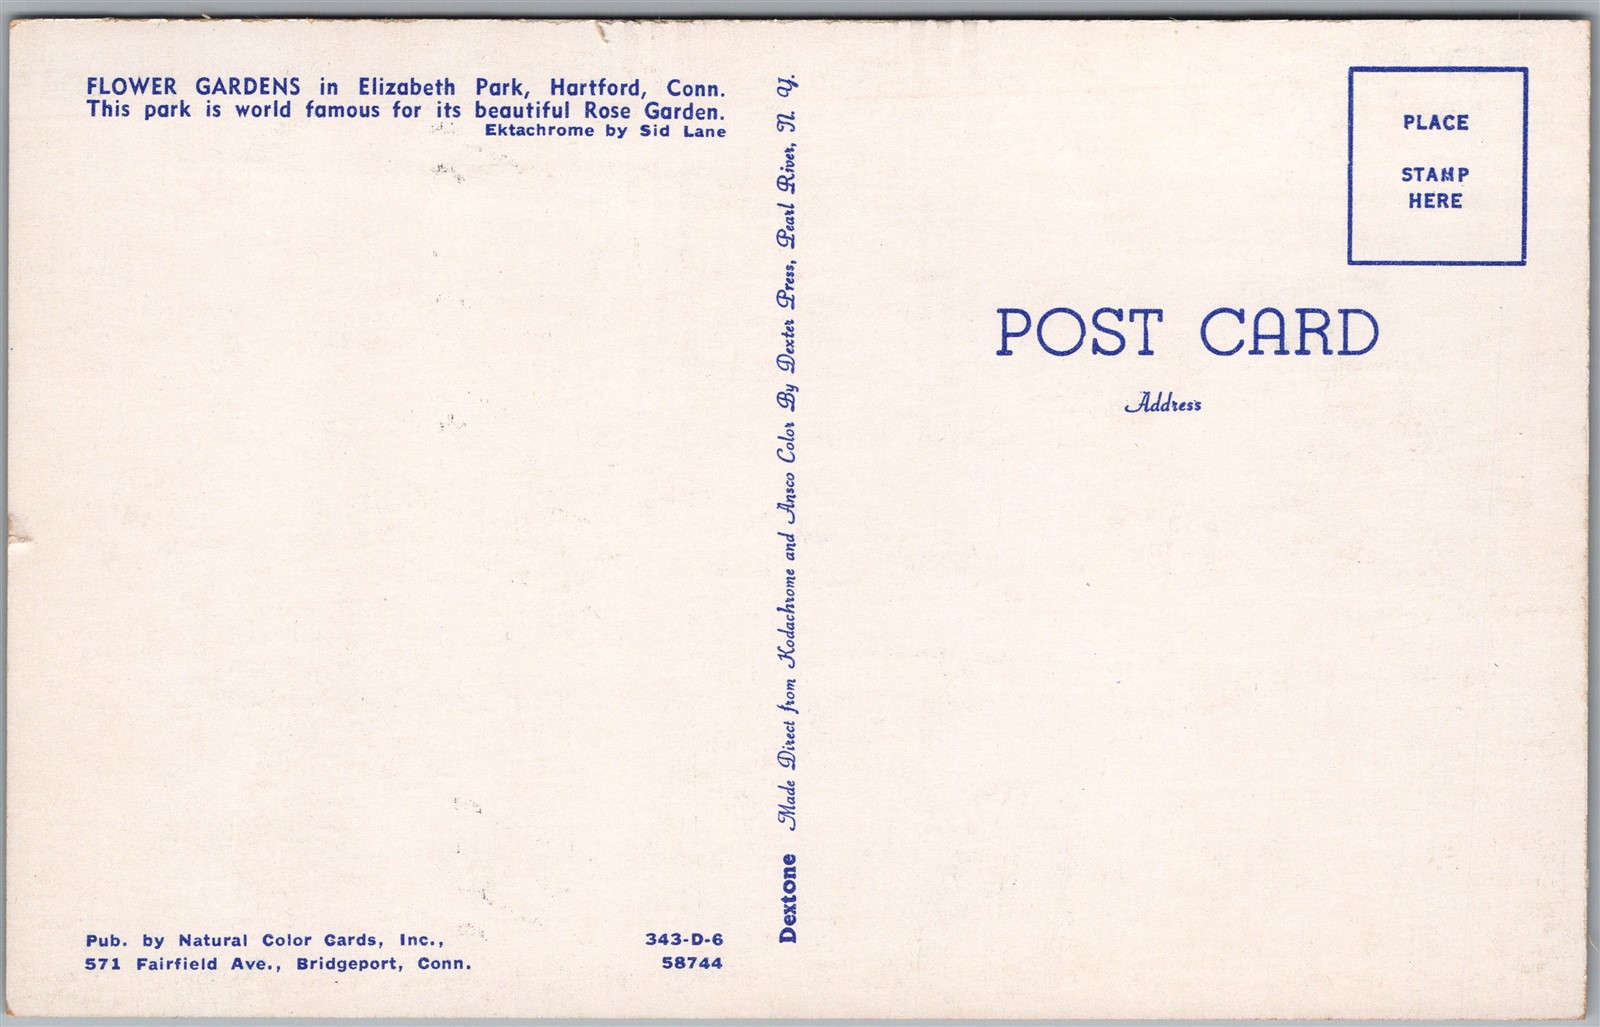 FLOWER GARDENS in Elizabeth Park, Hartford, Conn.
This park is world famous for its beautiful Rose Garden.
Ektachrome by Sid Lane
Pub. by Natural Color Cards, Inc.,
571 Fairfield Ave., Bridgeport, Conn.
343-D-6
58744
Dextone Made Direct from Kodachrome and Ansco Color By Dexter Press, Pearl River, N. Y.
PLACE
STAMP
HERE
POST CARD
Address